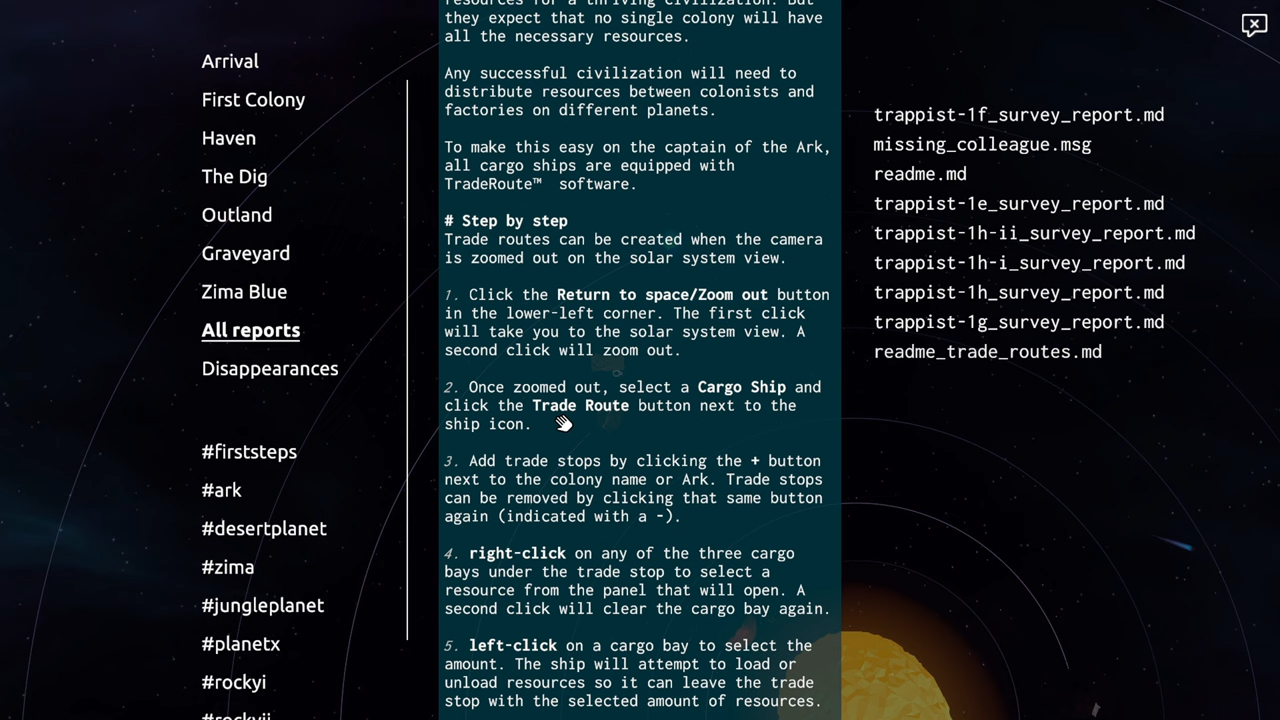 Arrival
First Colony
Haven
The Dig
Outland
Graveyard
Zima Blue
All reports
Disappearances
#firststeps
#ark
#desertplanet
#zima
#jungleplanet
#planetx
#rockyi
#rockyii
resources for a thriving civilization. But
they expect that no single colony will have
all the necessary resources.
Any successful civilization will need to
distribute resources between colonists and
factories on different planets.
To make this easy on the captain of the Ark,
all cargo ships are equipped with
TradeRoute™ software.
# Step by step
Trade routes can be created when the camera
is zoomed out on the solar system view.
1. Click the Return to space/Zoom out button
in the lower-left corner. The first click
will take you to the solar system view. A
second click will zoom out.
2. Once zoomed out, select a Cargo Ship and
click the Trade Route button next to the
ship icon.
3. Add trade stops by clicking the + button
next to the colony name or Ark. Trade stops
can be removed by clicking that same button
again (indicated with a -).
4. right-click on any of the three cargo
bays under the trade stop to select a
resource from the panel that will open. A
second click will clear the cargo bay again.
5. left-click on a cargo bay to select the
amount. The ship will attempt to load or
unload resources so it can leave the trade
stop with the selected amount of resources.
trappist-1f_survey_report.md
missing_colleague.msg
readme.md
trappist-1e_survey_report.md
trappist-1h-ii_survey_report.md
trappist-1h-i_survey_report.md
trappist-1h_survey_report.md
trappist-1g_survey_report.md
readme_trade_routes.md